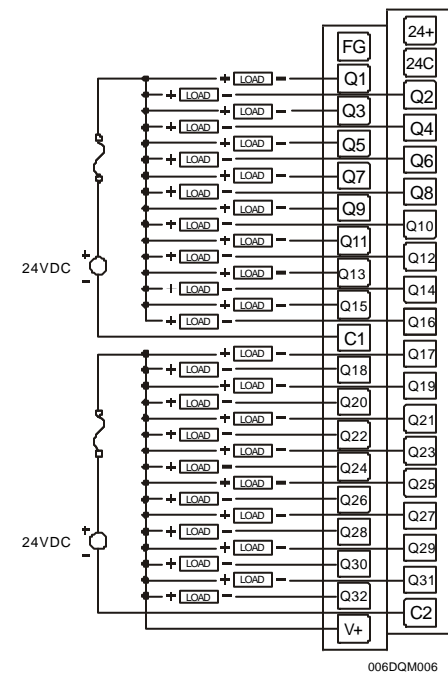 24+
FG
24C
+ LOAD - Q1
+ LOAD - Q2
+ LOAD - Q3
+ LOAD - Q4
+ LOAD - Q5
+ LOAD - Q6
+ LOAD - Q7
+ LOAD - Q8
+ LOAD - Q9
+ LOAD - Q10
+ LOAD - Q11
+ LOAD - Q12
+ LOAD - Q13
+ LOAD - Q14
+ LOAD - Q15
+ LOAD - Q16
+
24VDC
-
C1
+ LOAD - Q17
+ LOAD - Q18
+ LOAD - Q19
+ LOAD - Q20
+ LOAD - Q21
+ LOAD - Q22
+ LOAD - Q23
+ LOAD - Q24
+ LOAD - Q25
+ LOAD - Q26
+ LOAD - Q27
+ LOAD - Q28
+ LOAD - Q29
+ LOAD - Q30
+ LOAD - Q31
+ LOAD - Q32
+
24VDC
-
C2
V+
006DQM006